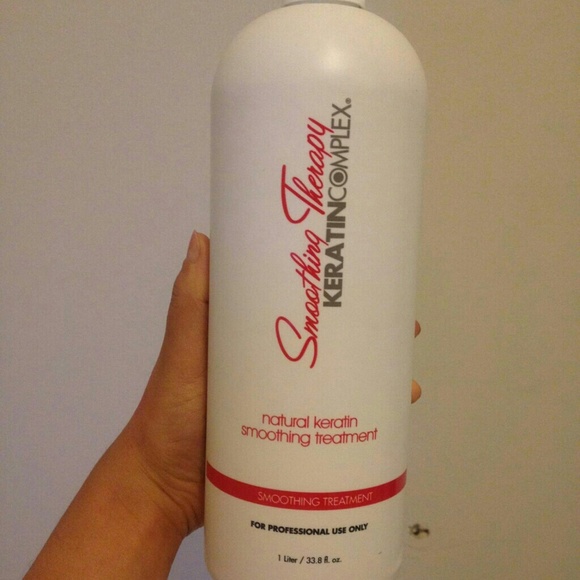 Smoothing Therapy
KERATINCOMPLEX®
natural keratin
smoothing treatment
SMOOTHING TREATMENT
FOR PROFESSIONAL USE ONLY
1 Liter / 33.8 fl. oz.